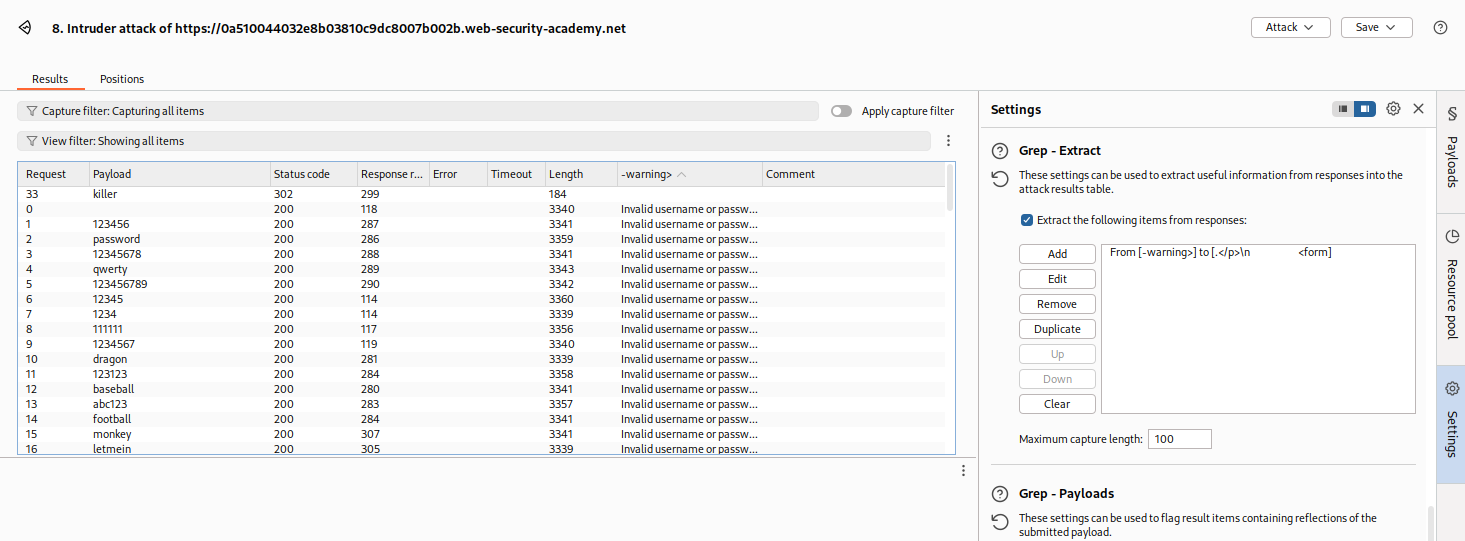 8. Intruder attack of https://0a510044032e8b03810c9dc8007b002b.web-security-academy.net
Attack
Save
Results
Positions
Capture filter: Capturing all items
Apply capture filter
View filter: Showing all items
Request Payload Status code Response r... Error Timeout Length -warning> Comment
33 killer 302 299 184
0 200 118 3340 Invalid username or passw...
1 123456 200 287 3341 Invalid username or passw...
2 password 200 286 3359 Invalid username or passw...
3 12345678 200 288 3341 Invalid username or passw...
4 qwerty 200 289 3343 Invalid username or passw...
5 123456789 200 290 3342 Invalid username or passw...
6 12345 200 114 3360 Invalid username or passw...
7 1234 200 114 3339 Invalid username or passw...
8 111111 200 117 3356 Invalid username or passw...
9 1234567 200 119 3340 Invalid username or passw...
10 dragon 200 281 3339 Invalid username or passw...
11 123123 200 284 3358 Invalid username or passw...
12 baseball 200 280 3341 Invalid username or passw...
13 abc123 200 283 3357 Invalid username or passw...
14 football 200 284 3341 Invalid username or passw...
15 monkey 200 307 3341 Invalid username or passw...
16 letmein 200 305 3339 Invalid username or passw...
Settings
Grep - Extract
These settings can be used to extract useful information from responses into the
attack results table.
Extract the following items from responses:
Add
Edit
Remove
Duplicate
Up
Down
Clear
From [-warning>] to [.</p>\n <form]
Maximum capture length: 100
Grep - Payloads
These settings can be used to flag result items containing reflections of the
submitted payload.
Payloads
Resource pool
Settings